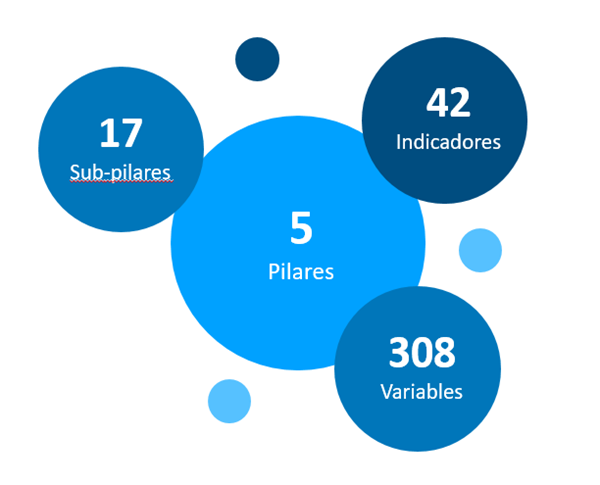 17
Sub-pilares
42
Indicadores
5
Pilares
308
Variables